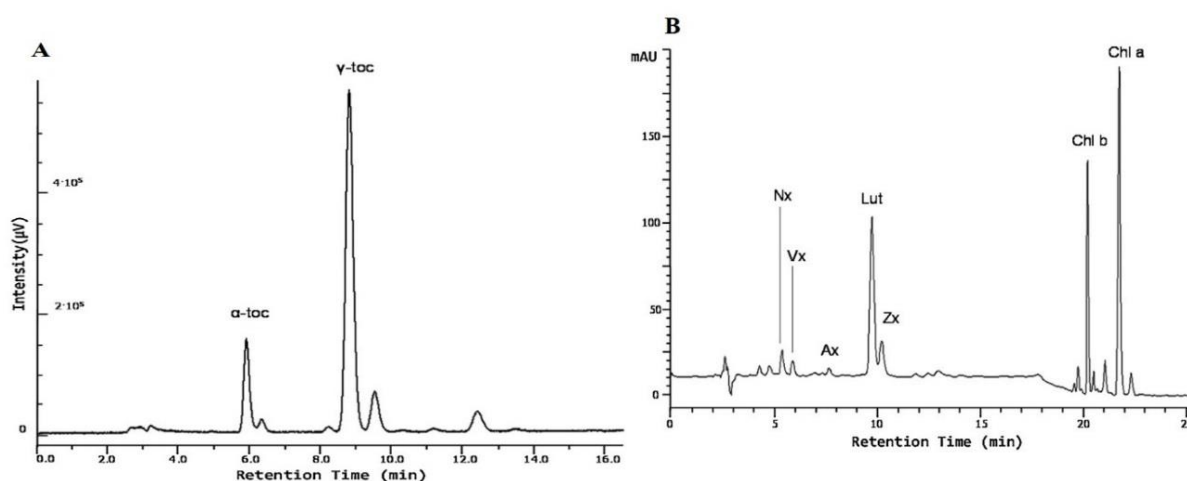 A
γ-toc
α-toc
Intensity(µV)
4·10⁵
2·10⁵
0
0.0 2.0 4.0 6.0 8.0 10.0 12.0 14.0 16.0
Retention Time (min)
B
mAU
150
100
50
0
Nx
Vx
Ax
Lut
Zx
Chl b
Chl a
0 5 10 15 20 25
Retention Time (min)